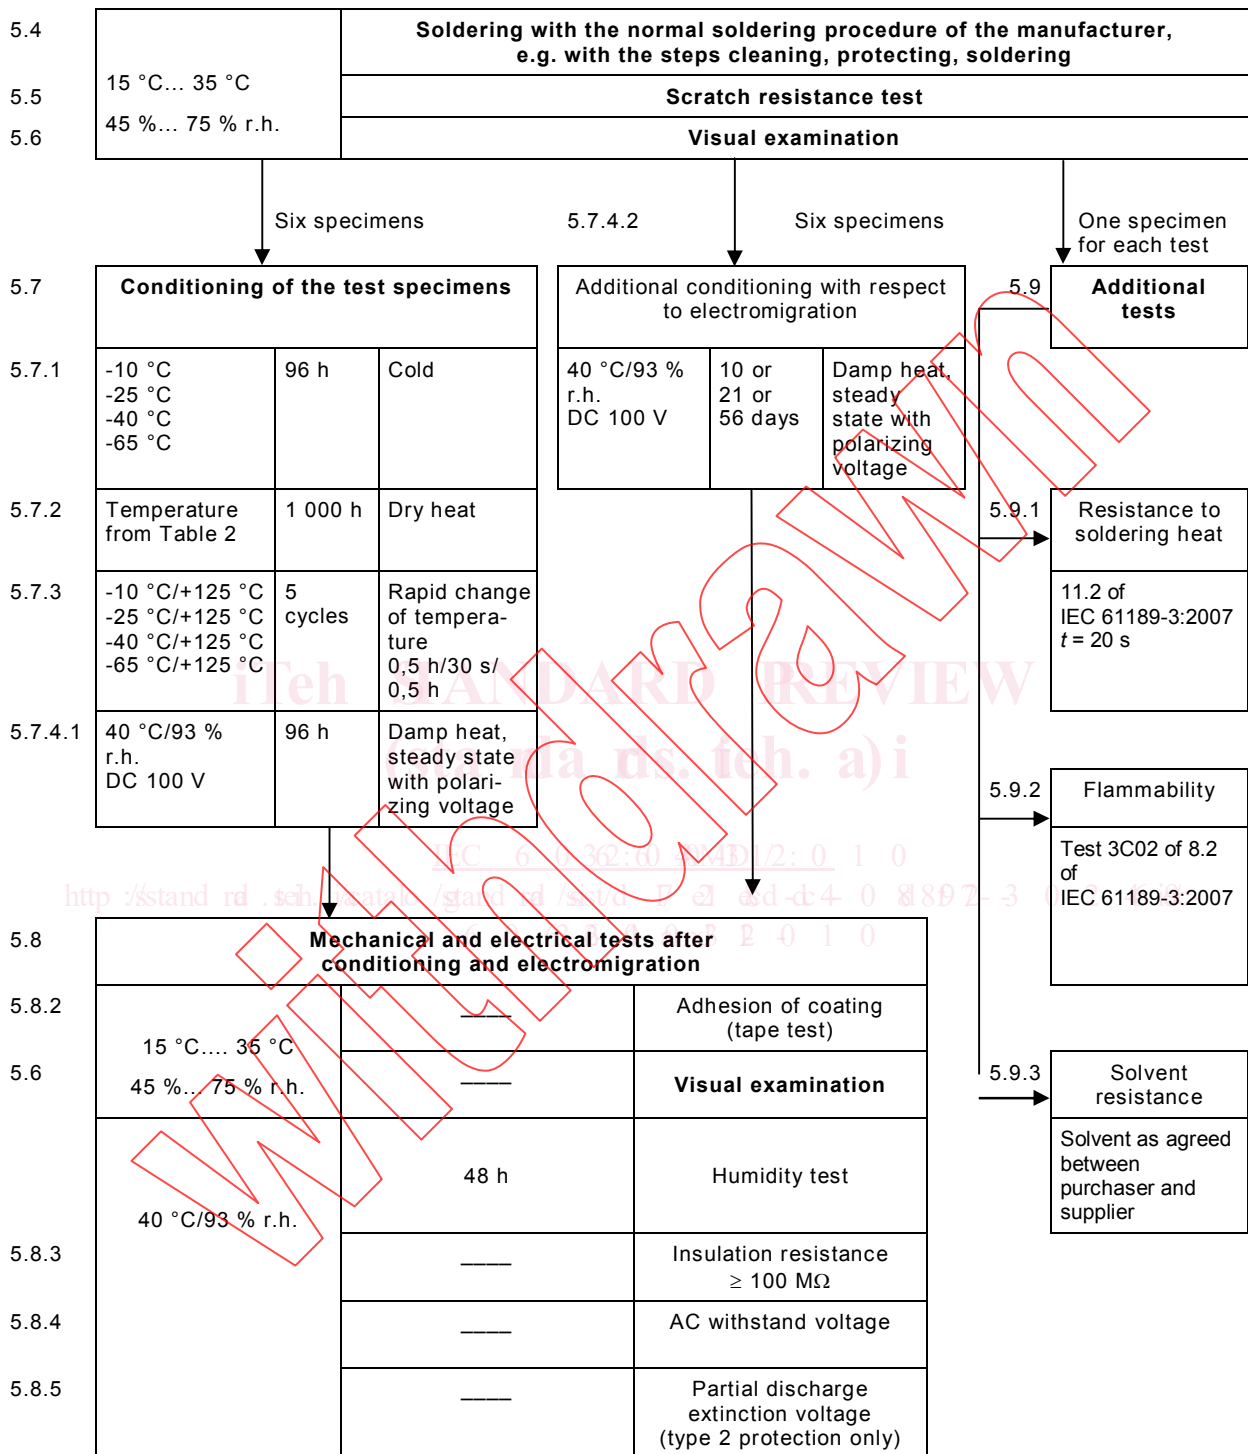 5.4
Soldering with the normal soldering procedure of the manufacturer,
e.g. with the steps cleaning, protecting, soldering
15 °C... 35 °C
45 %... 75 % r.h.
5.5
Scratch resistance test
5.6
Visual examination
Six specimens
5.7.4.2
Six specimens
One specimen
for each test
5.7
Conditioning of the test specimens
Additional conditioning with respect
to electromigration
5.9
Additional
tests
5.7.1
-10 °C
-25 °C
-40 °C
-65 °C
96 h
Cold
40 °C/93 %
r.h.
DC 100 V
10 or
21 or
56 days
Damp heat,
steady
state with
polarizing
voltage
5.7.2
Temperature
from Table 2
1 000 h
Dry heat
5.9.1
Resistance to
soldering heat
5.7.3
-10 °C/+125 °C
-25 °C/+125 °C
-40 °C/+125 °C
-65 °C/+125 °C
5
cycles
Rapid change
of tempera-
ture
0,5 h/30 s/
0,5 h
11.2 of
IEC 61189-3:2007
t = 20 s
iTeh STANDARD PREVIEW
5.7.4.1
40 °C/93 %
r.h.
DC 100 V
96 h
Damp heat,
steady state
with polari-
zing voltage
5.9.2
Flammability
Test 3C02 of 8.2
of
IEC 61189-3:2007
5.8
Mechanical and electrical tests after
conditioning and electromigration
5.8.2
15 °C.... 35 °C
45 %... 75 % r.h.
____
Adhesion of coating
(tape test)
5.6
____
Visual examination
5.9.3
Solvent
resistance
Solvent as agreed
between
purchaser and
supplier
40 °C/93 % r.h.
48 h
Humidity test
5.8.3
____
Insulation resistance
≥ 100 MΩ
5.8.4
____
AC withstand voltage
5.8.5
____
Partial discharge
extinction voltage
(type 2 protection only)
withdrawn